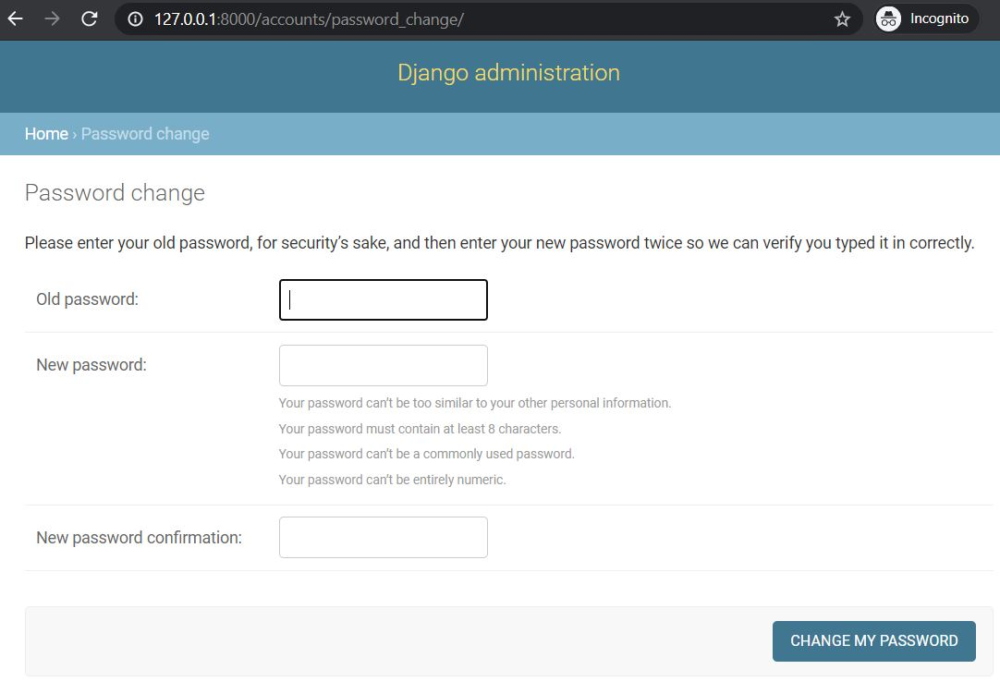 127.0.0.1:8000/accounts/password_change/ Incognito
Django administration
Home › Password change
Password change
Please enter your old password, for security’s sake, and then enter your new password twice so we can verify you typed it in correctly.
Old password:
New password:
Your password can’t be too similar to your other personal information.
Your password must contain at least 8 characters.
Your password can’t be a commonly used password.
Your password can’t be entirely numeric.
New password confirmation:
CHANGE MY PASSWORD